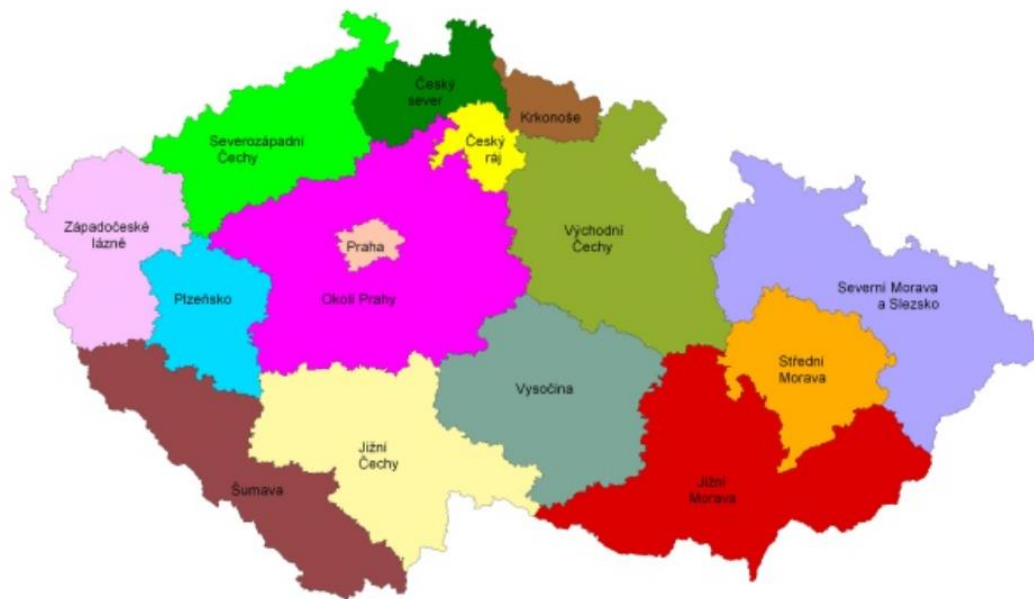 Český
sever
Krkonoše
Severozápadní
Čechy
Český
ráj
Západočeské
lázně
Praha
Východní
Čechy
Plzeňsko
Okolí Prahy
Severní Morava
a Slezsko
Střední
Morava
Vysočina
Jižní
Čechy
Šumava
Jižní
Morava